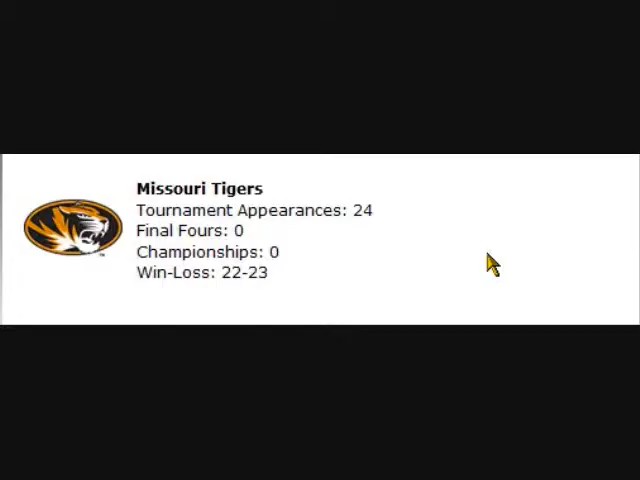 Missouri Tigers
Tournament Appearances: 24
Final Fours: 0
Championships: 0
Win-Loss: 22-23